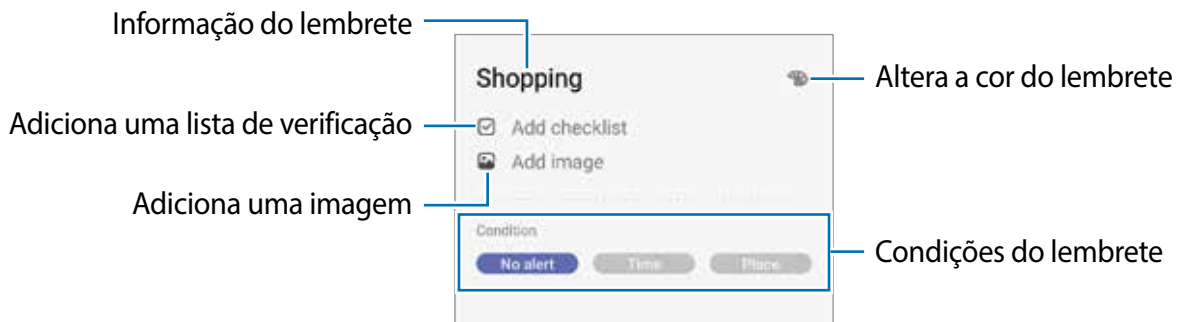 Informação do lembrete
Shopping
Altera a cor do lembrete
Adiciona uma lista de verificação
Add checklist
Add image
Adiciona uma imagem
Condition
No alert
Time
Place
Condições do lembrete